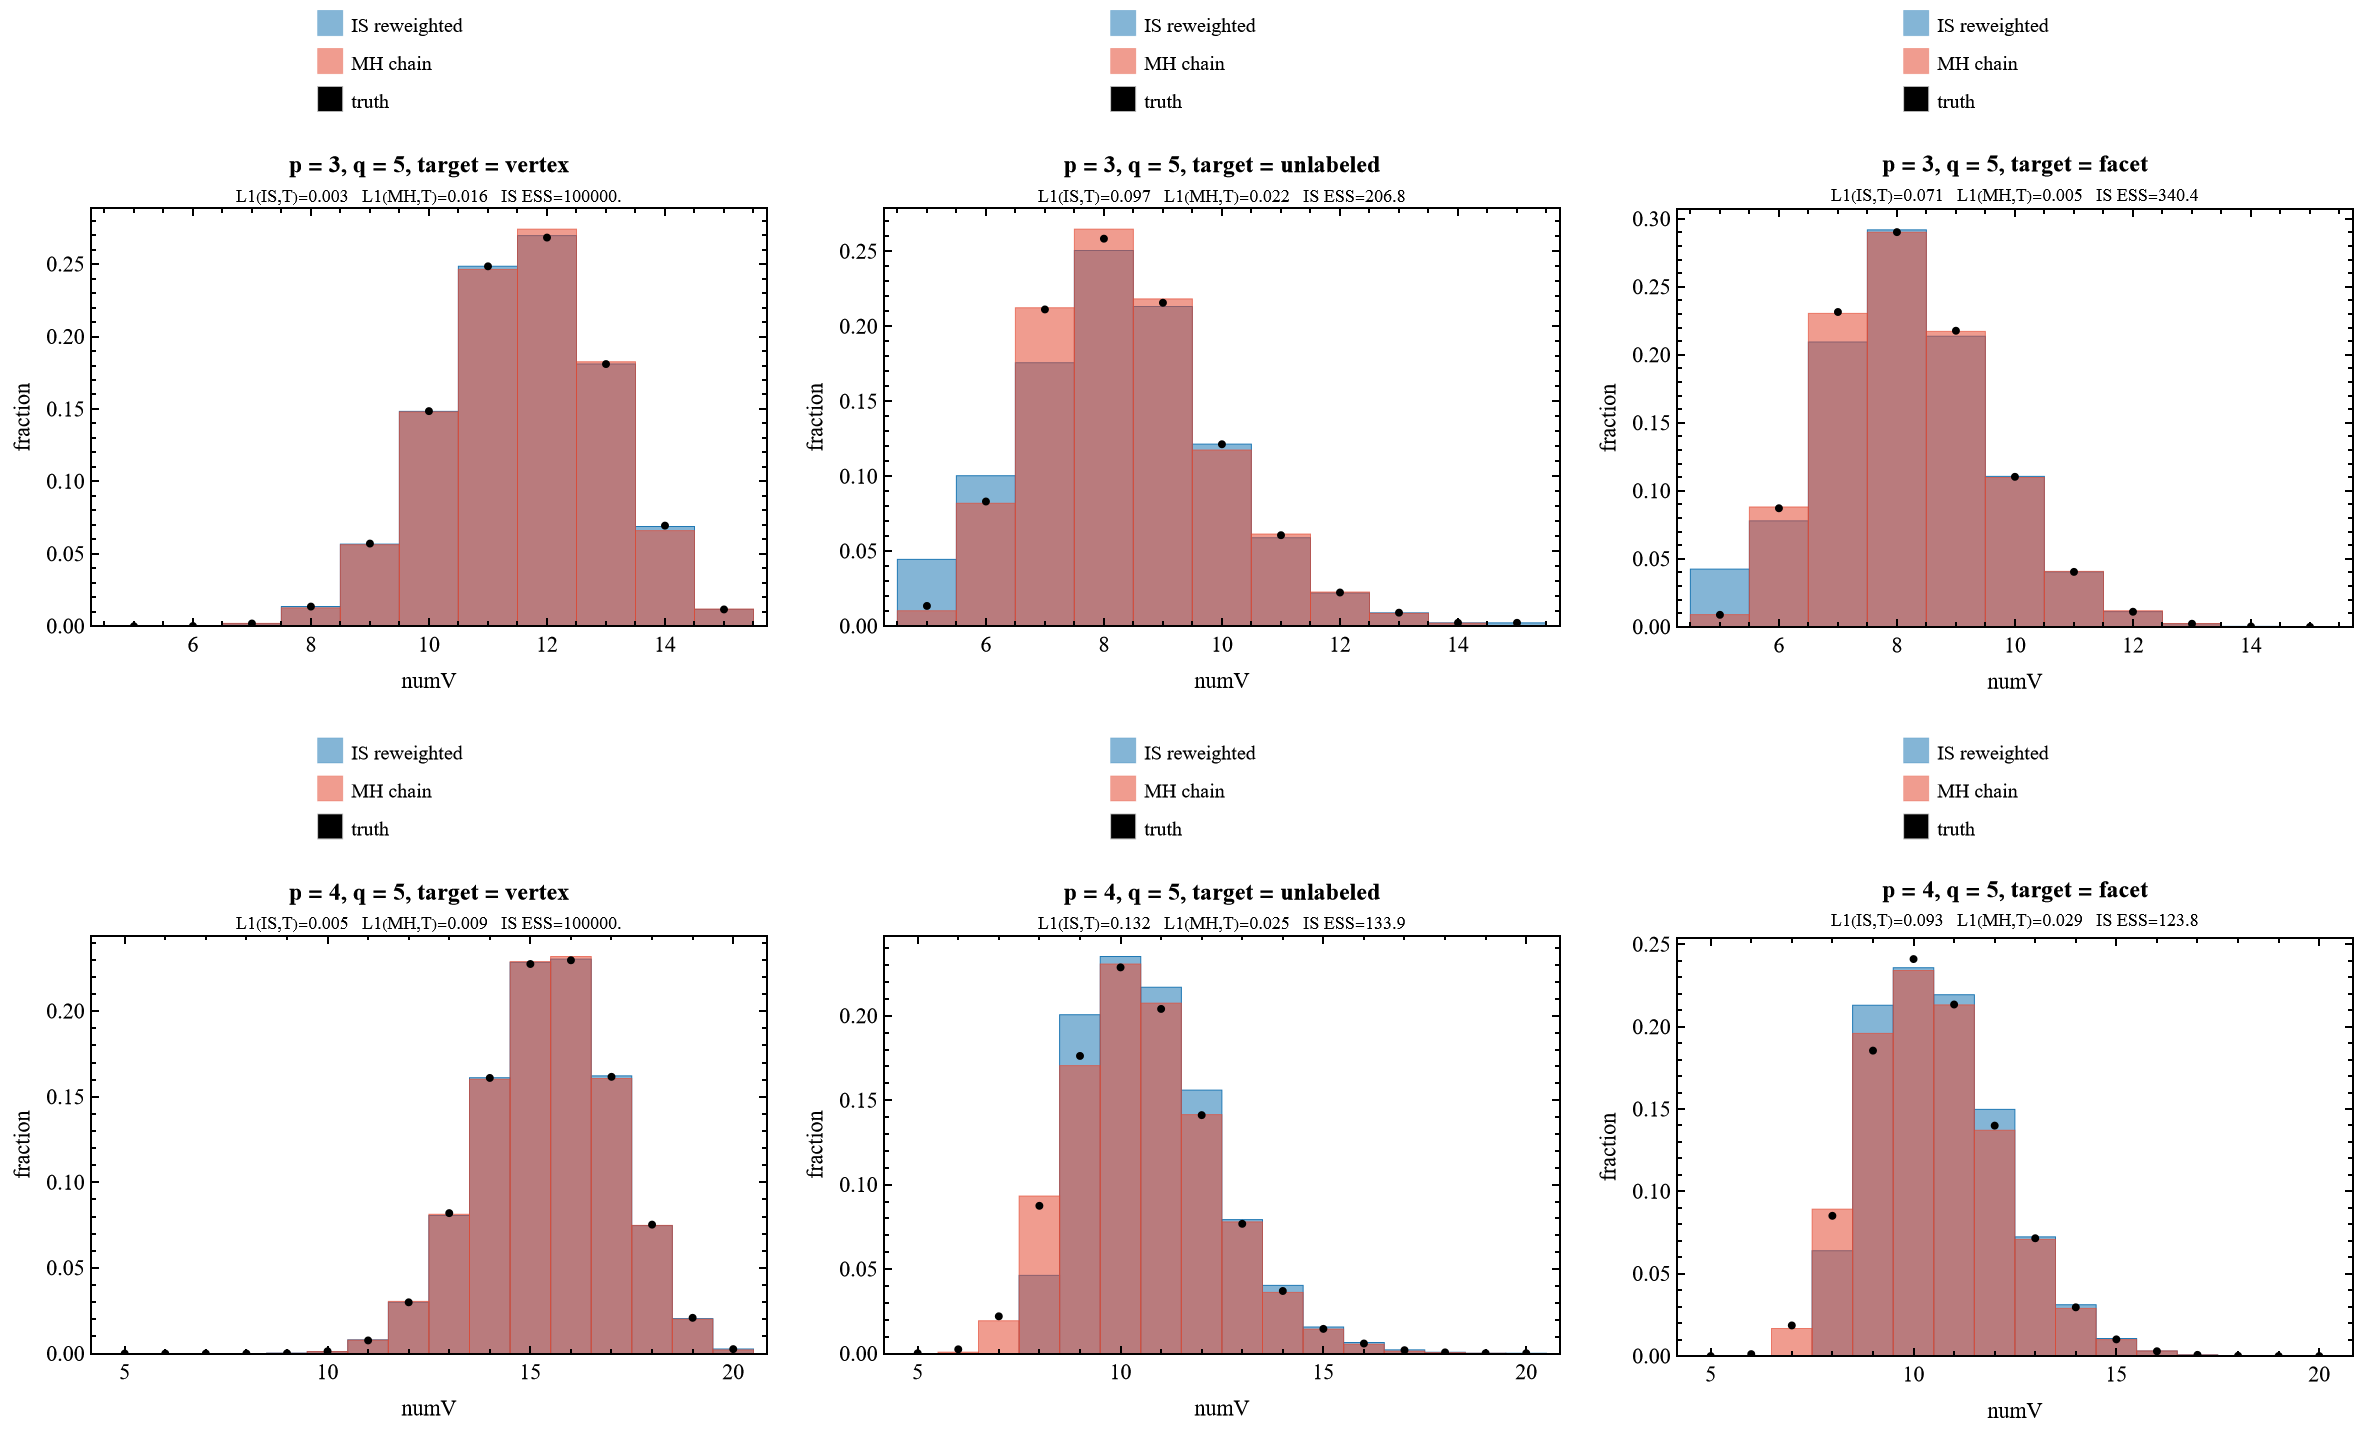 IS reweighted
MH chain
truth
p = 3, q = 5, target = vertex
L1(IS,T)=0.003 L1(MH,T)=0.016 IS ESS=100000.
fraction
0.25
0.20
0.15
0.10
0.05
0.00
6 8 10 12 14
numV
IS reweighted
MH chain
truth
p = 3, q = 5, target = unlabeled
L1(IS,T)=0.097 L1(MH,T)=0.022 IS ESS=206.8
fraction
0.25
0.20
0.15
0.10
0.05
0.00
6 8 10 12 14
numV
IS reweighted
MH chain
truth
p = 3, q = 5, target = facet
L1(IS,T)=0.071 L1(MH,T)=0.005 IS ESS=340.4
fraction
0.30
0.25
0.20
0.15
0.10
0.05
0.00
6 8 10 12 14
numV
IS reweighted
MH chain
truth
p = 4, q = 5, target = vertex
L1(IS,T)=0.005 L1(MH,T)=0.009 IS ESS=100000.
fraction
0.20
0.15
0.10
0.05
0.00
5 10 15 20
numV
IS reweighted
MH chain
truth
p = 4, q = 5, target = unlabeled
L1(IS,T)=0.132 L1(MH,T)=0.025 IS ESS=133.9
fraction
0.20
0.15
0.10
0.05
0.00
5 10 15 20
numV
IS reweighted
MH chain
truth
p = 4, q = 5, target = facet
L1(IS,T)=0.093 L1(MH,T)=0.029 IS ESS=123.8
fraction
0.25
0.20
0.15
0.10
0.05
0.00
5 10 15 20
numV